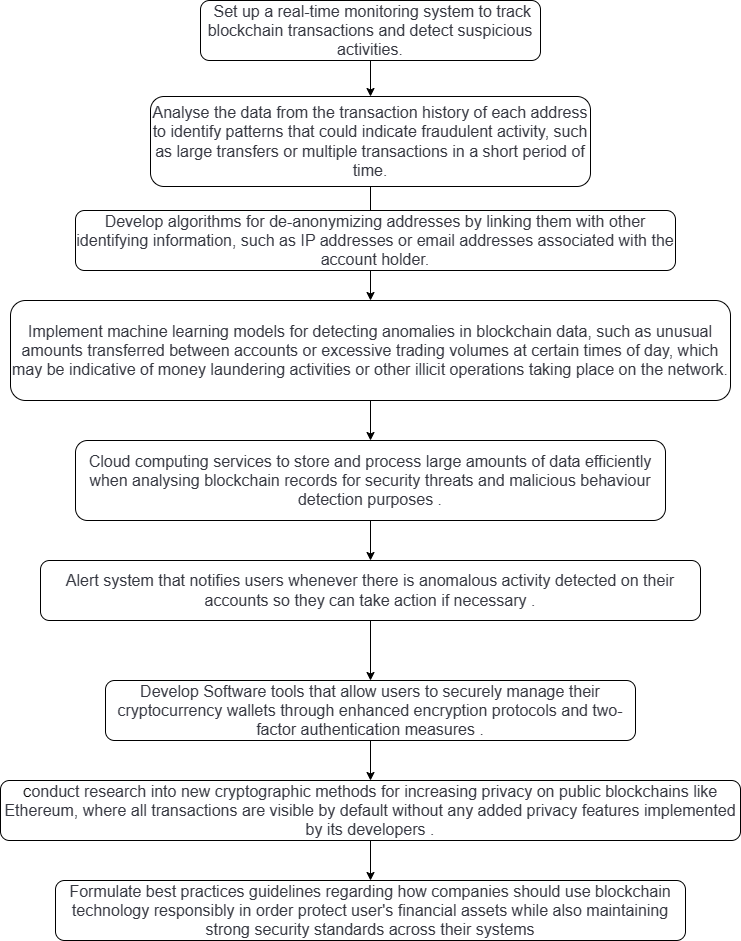 Set up a real-time monitoring system to track
blockchain transactions and detect suspicious
activities.
Analyse the data from the transaction history of each address
to identify patterns that could indicate fraudulent activity, such
as large transfers or multiple transactions in a short period of
time.
Develop algorithms for de-anonymizing addresses by linking them with other
identifying information, such as IP addresses or email addresses associated with the
account holder.
Implement machine learning models for detecting anomalies in blockchain data, such as unusual
amounts transferred between accounts or excessive trading volumes at certain times of day, which
may be indicative of money laundering activities or other illicit operations taking place on the network.
Cloud computing services to store and process large amounts of data efficiently
when analysing blockchain records for security threats and malicious behaviour
detection purposes .
Alert system that notifies users whenever there is anomalous activity detected on their
accounts so they can take action if necessary .
Develop Software tools that allow users to securely manage their
cryptocurrency wallets through enhanced encryption protocols and two-
factor authentication measures .
conduct research into new cryptographic methods for increasing privacy on public blockchains like
Ethereum, where all transactions are visible by default without any added privacy features implemented
by its developers .
Formulate best practices guidelines regarding how companies should use blockchain
technology responsibly in order protect user's financial assets while also maintaining
strong security standards across their systems